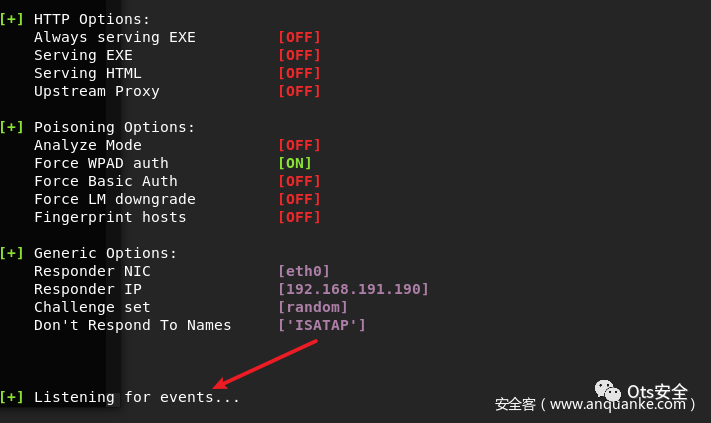 [+] HTTP Options:
Always serving EXE [OFF]
Serving EXE [OFF]
Serving HTML [OFF]
Upstream Proxy [OFF]
[+] Poisoning Options:
Analyze Mode [OFF]
Force WPAD auth [ON]
Force Basic Auth [OFF]
Force LM downgrade [OFF]
Fingerprint hosts [OFF]
[+] Generic Options:
Responder NIC [eth0]
Responder IP [192.168.191.190]
Challenge set [random]
Don't Respond To Names ['ISATAP']
[+] Listening for events...
Ots安全
安全客（www.anquanke.com）